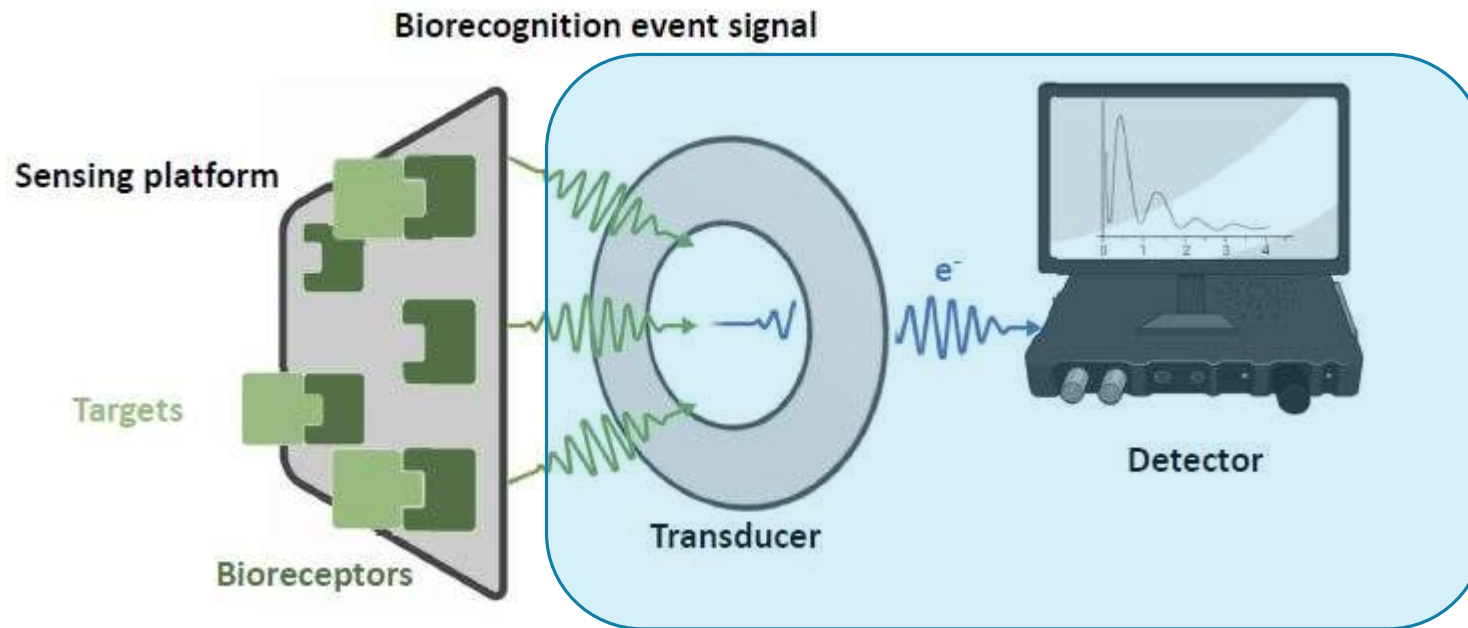 Biorecognition event signal
Sensing platform
e⁻
0 1 2 3 4
Targets
Detector
Transducer
Bioreceptors